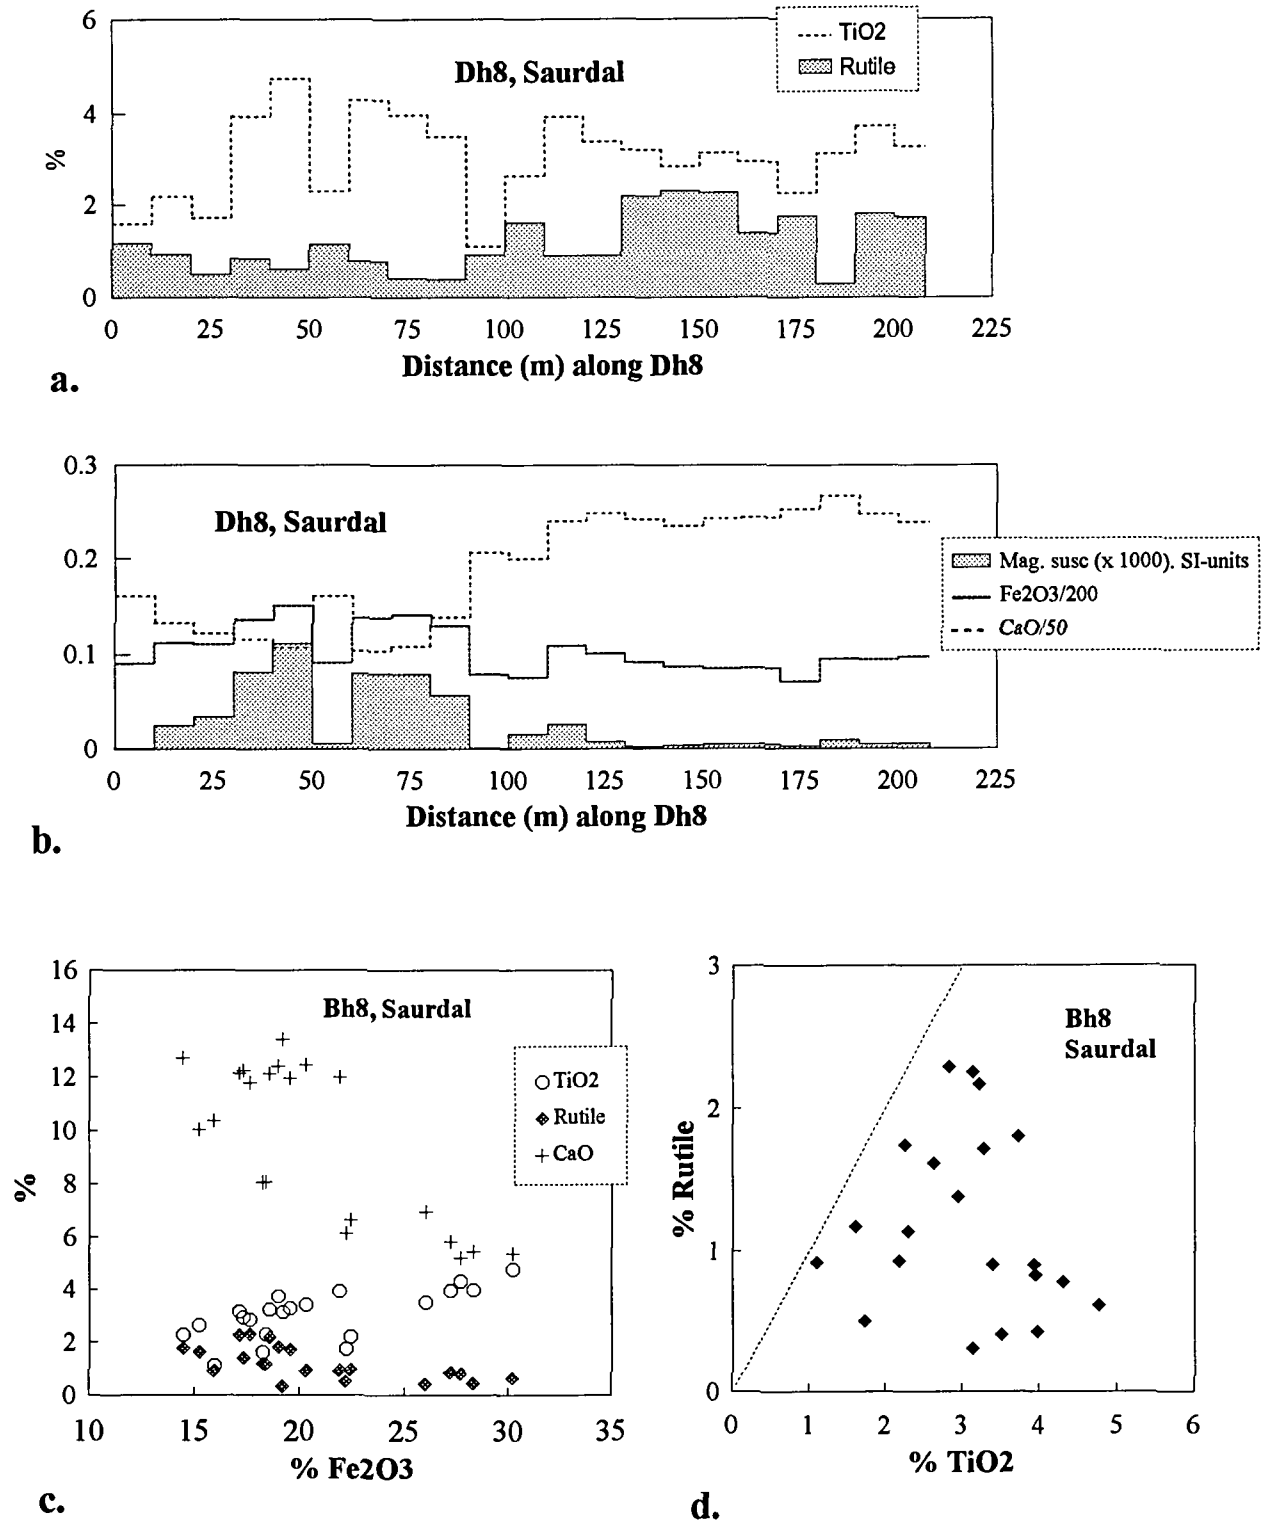 6
4
2
0
%
Dh8, Saurdal
TiO2
Rutile
0 25 50 75 100 125 150 175 200 225
Distance (m) along Dh8
a.
0.3
0.2
0.1
0
Dh8, Saurdal
Mag. susc (x 1000). SI-units
Fe2O3/200
CaO/50
0 25 50 75 100 125 150 175 200 225
Distance (m) along Dh8
b.
16
14
12
10
8
6
4
2
0
%
Bh8, Saurdal
TiO2
Rutile
CaO
10 15 20 25 30 35
% Fe2O3
c.
3
2
1
0
% Rutile
Bh8
Saurdal
0 1 2 3 4 5 6
% TiO2
d.